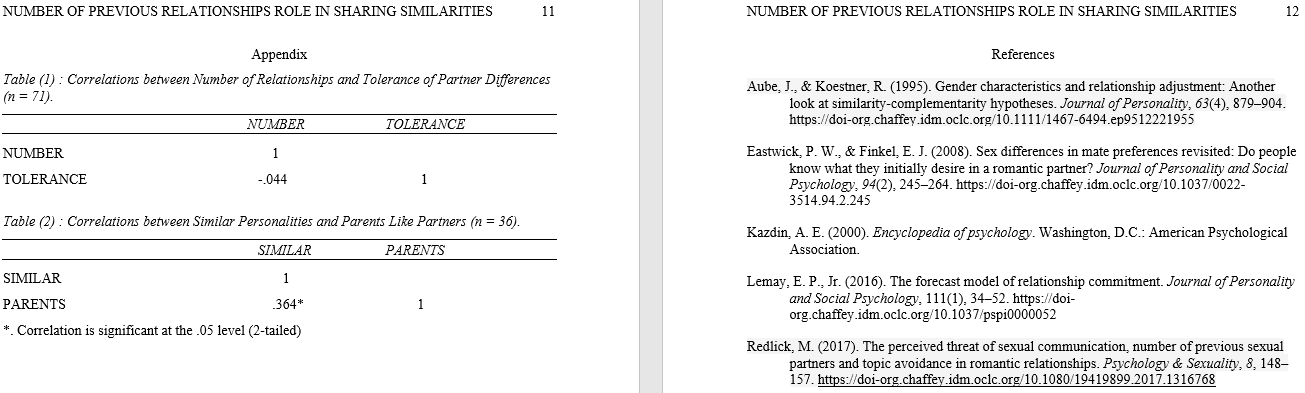 NUMBER OF PREVIOUS RELATIONSHIPS ROLE IN SHARING SIMILARITIES 11
Appendix
Table (1) : Correlations between Number of Relationships and Tolerance of Partner Differences
(n = 71).
NUMBER TOLERANCE
NUMBER 1
TOLERANCE -.044 1
Table (2) : Correlations between Similar Personalities and Parents Like Partners (n = 36).
SIMILAR PARENTS
SIMILAR 1
PARENTS .364* 1
*. Correlation is significant at the .05 level (2-tailed)
NUMBER OF PREVIOUS RELATIONSHIPS ROLE IN SHARING SIMILARITIES 12
References
Aube, J., & Koestner, R. (1995). Gender characteristics and relationship adjustment: Another
look at similarity-complementarity hypotheses. Journal of Personality, 63(4), 879–904.
https://doi-org.chaffey.idm.oclc.org/10.1111/1467-6494.ep9512221955
Eastwick, P. W., & Finkel, E. J. (2008). Sex differences in mate preferences revisited: Do people
know what they initially desire in a romantic partner? Journal of Personality and Social
Psychology, 94(2), 245–264. https://doi-org.chaffey.idm.oclc.org/10.1037/0022-
3514.94.2.245
Kazdin, A. E. (2000). Encyclopedia of psychology. Washington, D.C.: American Psychological
Association.
Lemay, E. P., Jr. (2016). The forecast model of relationship commitment. Journal of Personality
and Social Psychology, 111(1), 34–52. https://doi-
org.chaffey.idm.oclc.org/10.1037/pspi0000052
Redlick, M. (2017). The perceived threat of sexual communication, number of previous sexual
partners and topic avoidance in romantic relationships. Psychology & Sexuality, 8, 148–
157. https://doi-org.chaffey.idm.oclc.org/10.1080/19419899.2017.1316768